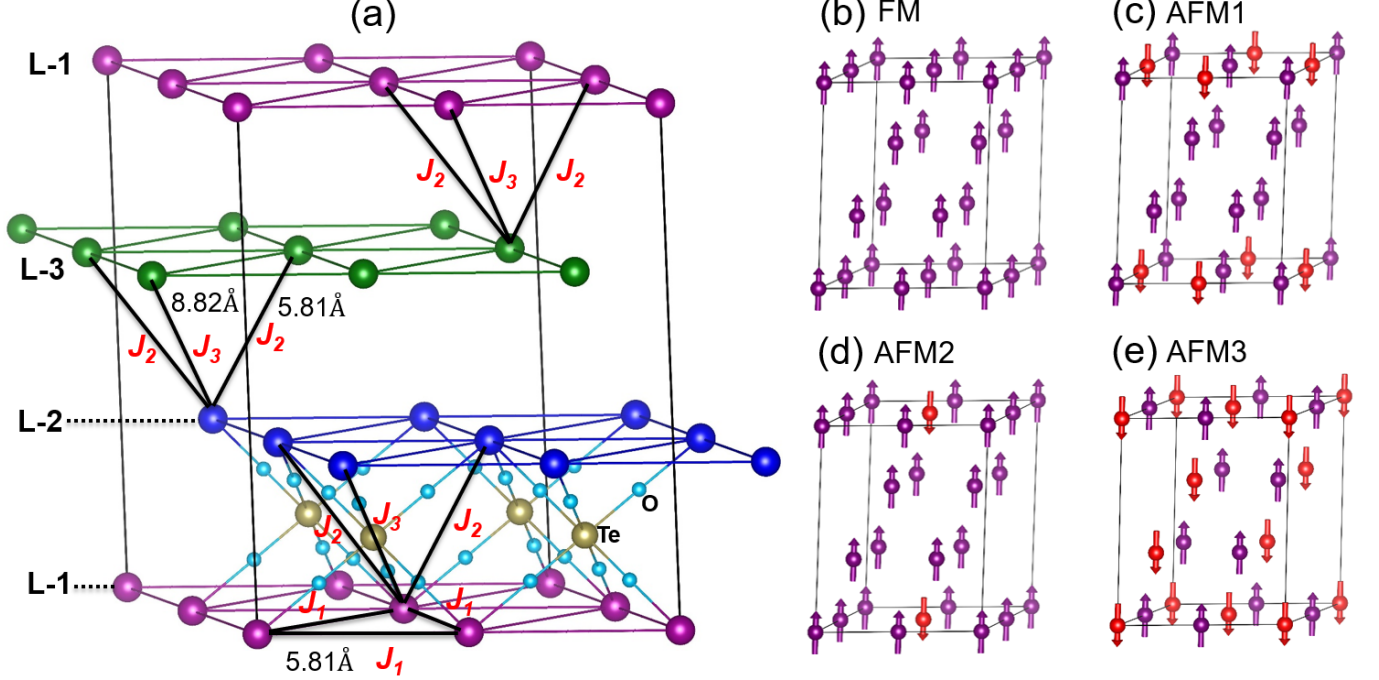 (a)
L-1
J2
J3
J2
L-3
8.82Å
5.81Å
J2
J3
J2
L-2
J2
J3
J2
O
Te
L-1
J1
J1
5.81Å
J1
(b) FM
(c) AFM1
(d) AFM2
(e) AFM3